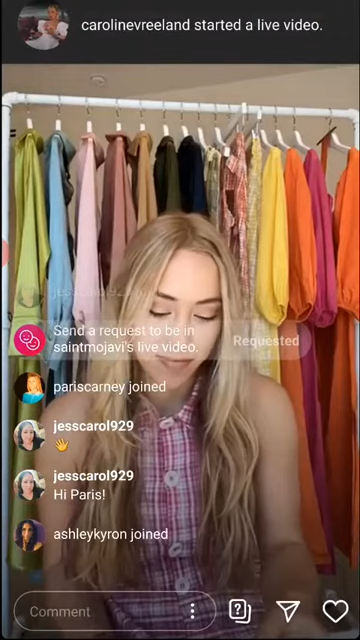 carolinevreeland started a live video.
Send a request to be in
saintmojavi's live video.
Requested
pariscarney joined
jesscarol929
👋
jesscarol929
Hi Paris!
ashleykyron joined
Comment